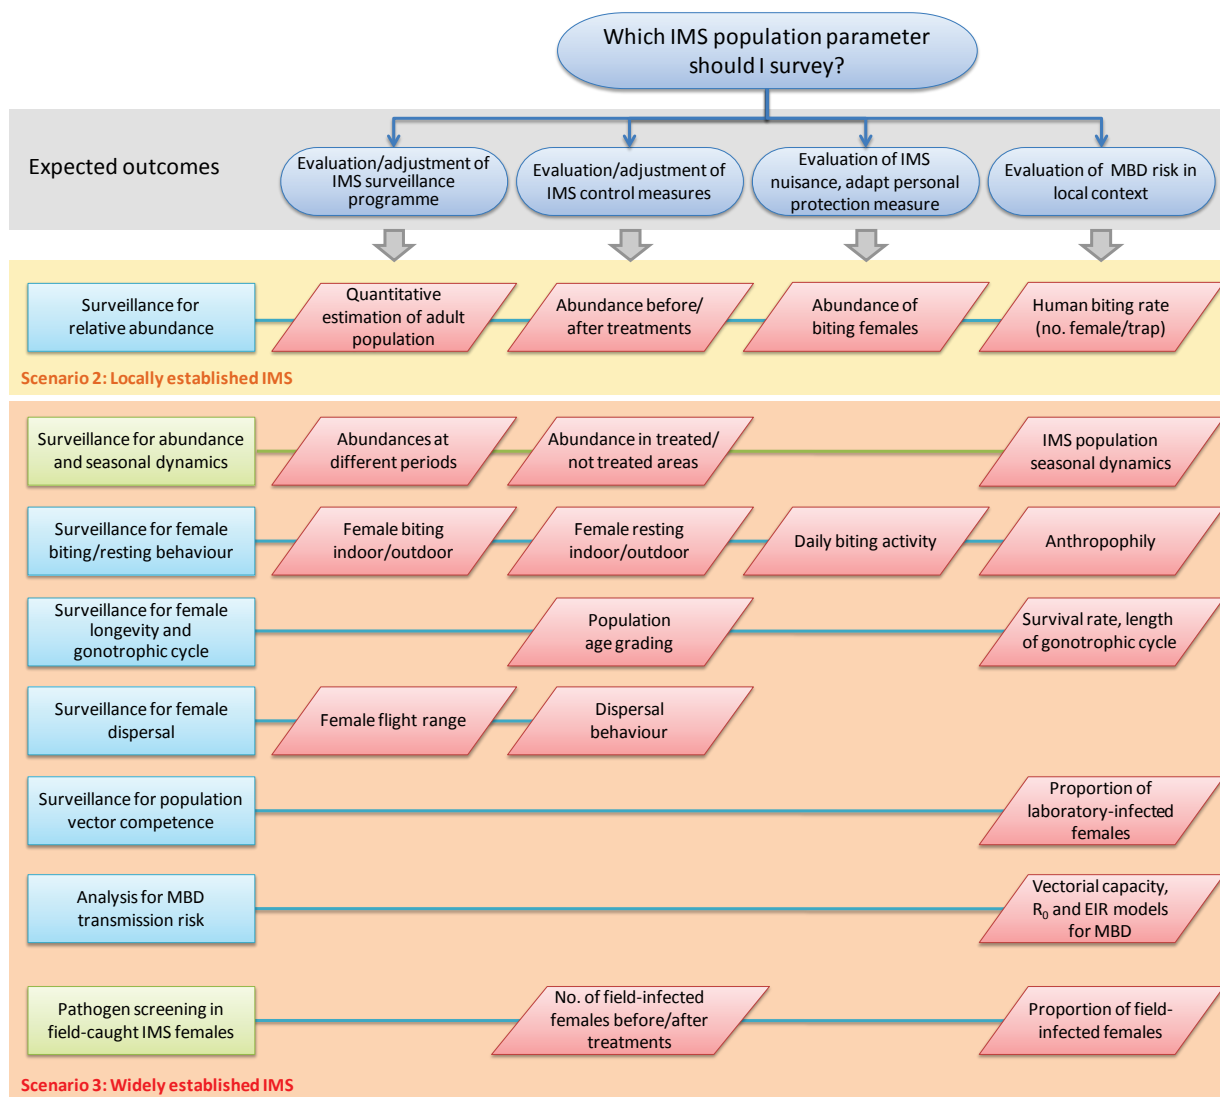 Which IMS population parameter
should I survey?
Expected outcomes
Evaluation/adjustment of
IMS surveillance
programme
Evaluation/adjustment of
IMS control measures
Evaluation of IMS
nuisance, adapt personal
protection measure
Evaluation of MBD risk in
local context
Surveillance for
relative abundance
Quantitative
estimation of adult
population
Abundance before/
after treatments
Abundance of
biting females
Human biting rate
(no. female/trap)
Scenario 2: Locally established IMS
Surveillance for abundance
and seasonal dynamics
Abundances at
different periods
Abundance in treated/
not treated areas
IMS population
seasonal dynamics
Surveillance for female
biting/resting behaviour
Female biting
indoor/outdoor
Female resting
indoor/outdoor
Daily biting activity
Anthropophily
Surveillance for female
longevity and
gonotrophic cycle
Population
age grading
Survival rate, length
of gonotrophic cycle
Surveillance for female
dispersal
Female flight range
Dispersal
behaviour
Surveillance for population
vector competence
Proportion of
laboratory-infected
females
Analysis for MBD
transmission risk
Vectorial capacity,
R₀ and EIR models
for MBD
Pathogen screening in
field-caught IMS females
No. of field-infected
females before/after
treatments
Proportion of field-
infected females
Scenario 3: Widely established IMS